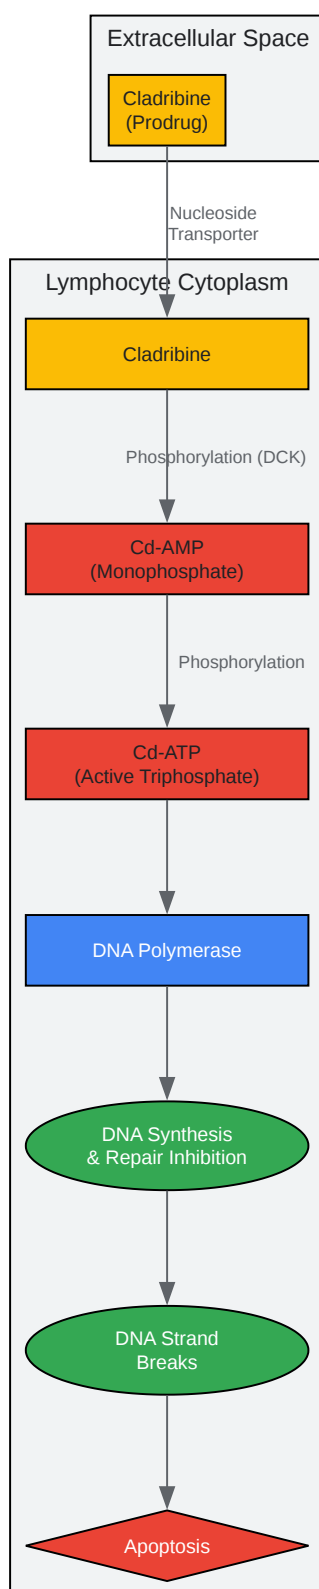 Extracellular Space
Cladribine
(Prodrug)
Nucleoside
Transporter
Lymphocyte Cytoplasm
Cladribine
Phosphorylation (DCK)
Cd-AMP
(Monophosphate)
Phosphorylation
Cd-ATP
(Active Triphosphate)
DNA Polymerase
DNA Synthesis
& Repair Inhibition
DNA Strand
Breaks
Apoptosis